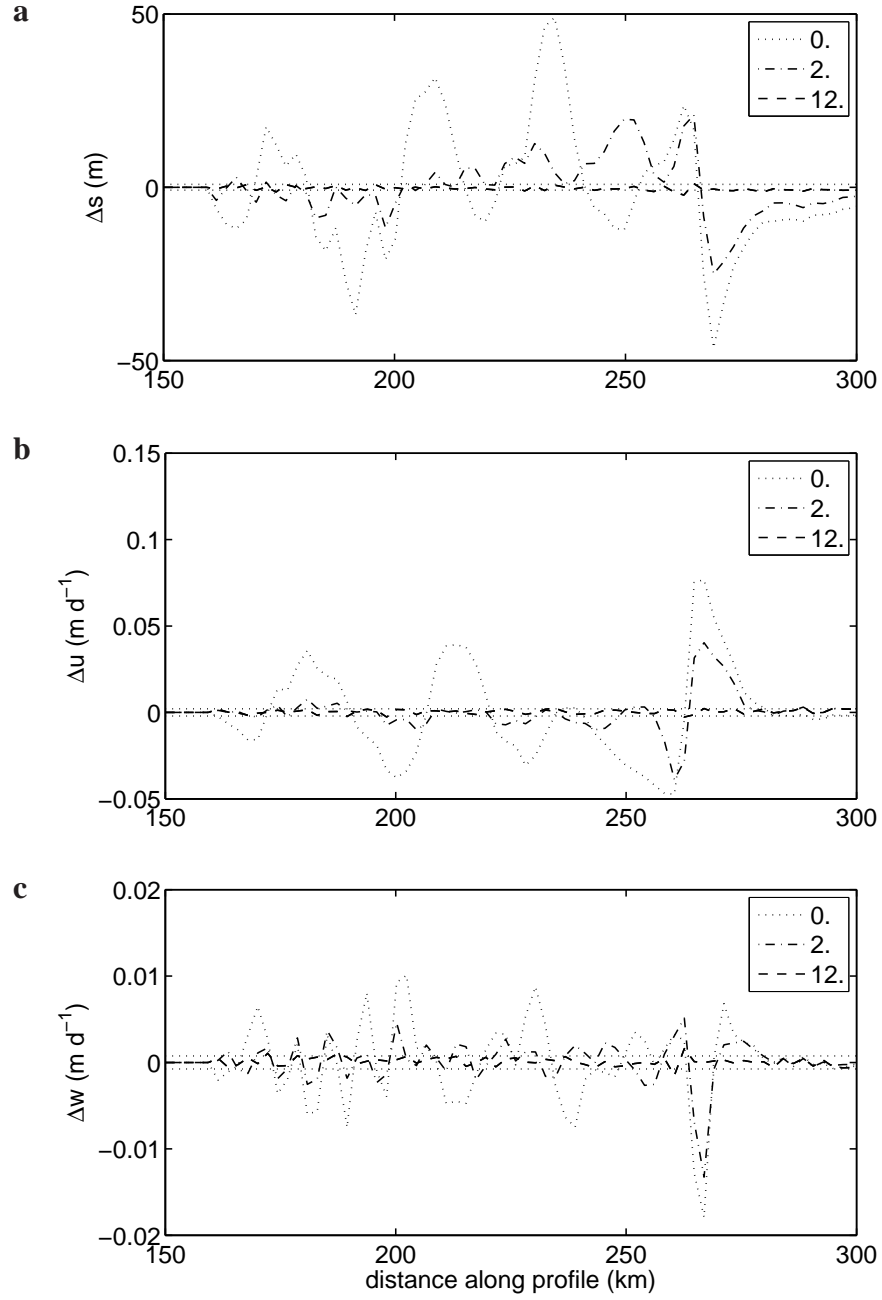 a
50
0
−50
Δs (m)
150 200 250 300
0.
2.
12.
b
0.15
0.1
0.05
0
−0.05
Δu (m d⁻¹)
150 200 250 300
0.
2.
12.
c
0.02
0.01
0
−0.01
−0.02
Δw (m d⁻¹)
150 200 250 300
0.
2.
12.
distance along profile (km)